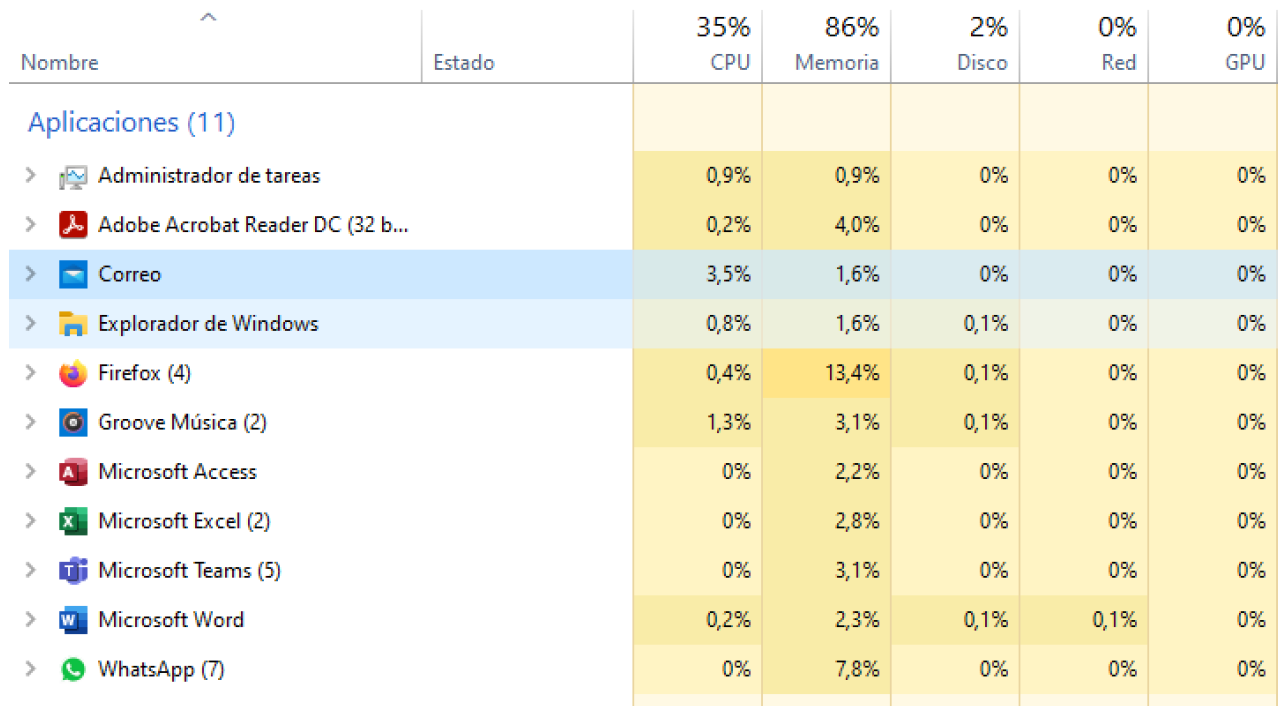 35% 86% 2% 0% 0%
Nombre Estado CPU Memoria Disco Red GPU
Aplicaciones (11)
Administrador de tareas 0,9% 0,9% 0% 0% 0%
Adobe Acrobat Reader DC (32 b... 0,2% 4,0% 0% 0% 0%
Correo 3,5% 1,6% 0% 0% 0%
Explorador de Windows 0,8% 1,6% 0,1% 0% 0%
Firefox (4) 0,4% 13,4% 0,1% 0% 0%
Groove Música (2) 1,3% 3,1% 0,1% 0% 0%
Microsoft Access 0% 2,2% 0% 0% 0%
Microsoft Excel (2) 0% 2,8% 0% 0% 0%
Microsoft Teams (5) 0% 3,1% 0% 0% 0%
Microsoft Word 0,2% 2,3% 0,1% 0,1% 0%
WhatsApp (7) 0% 7,8% 0% 0% 0%